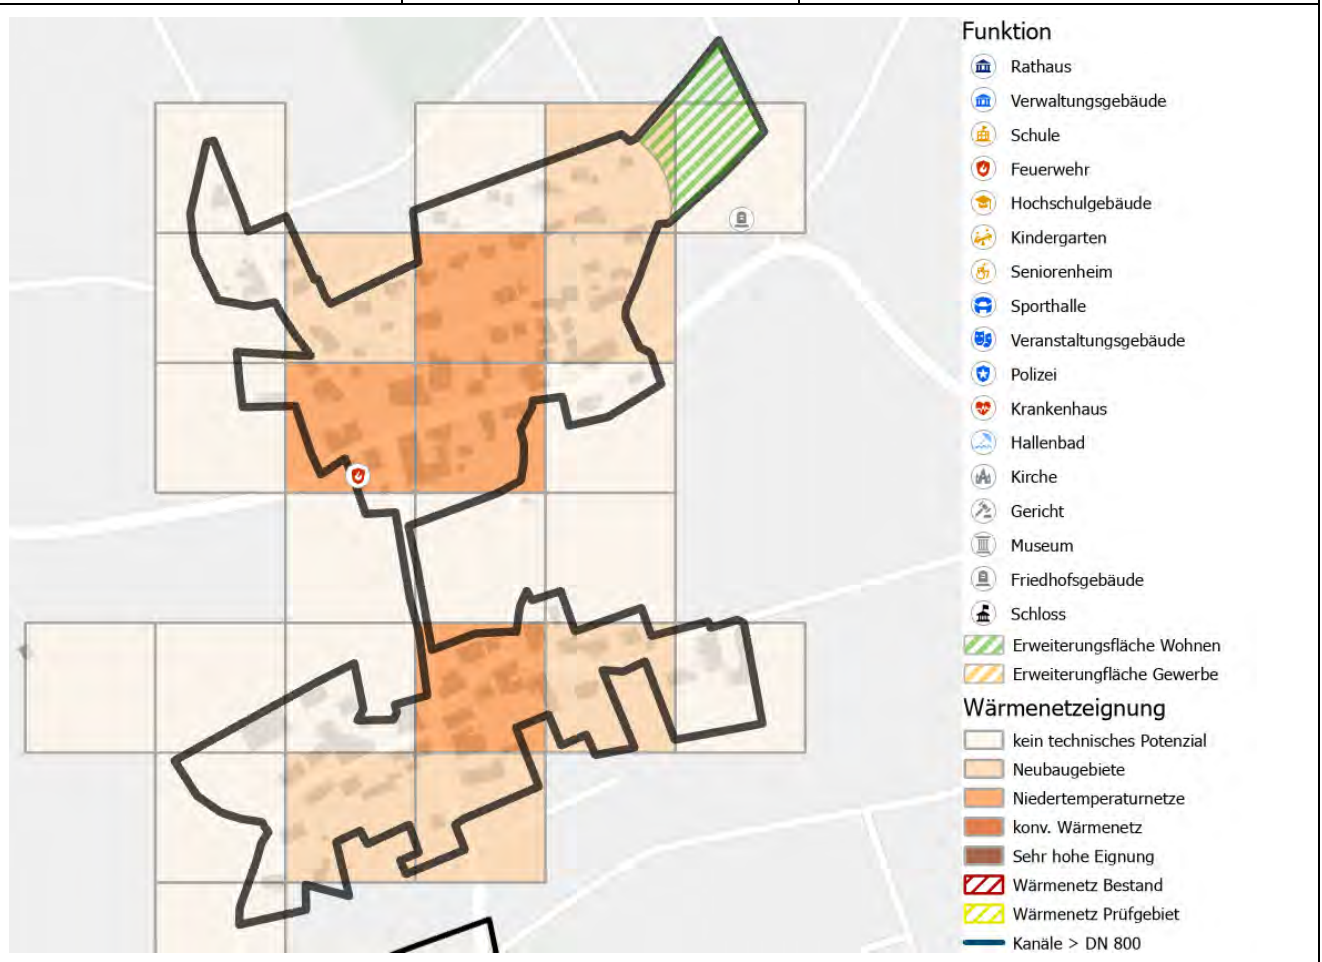 Funktion
Rathaus
Verwaltungsgebäude
Schule
Feuerwehr
Hochschulgebäude
Kindergarten
Seniorenheim
Sporthalle
Veranstaltungsgebäude
Polizei
Krankenhaus
Hallenbad
Kirche
Gericht
Museum
Friedhofsgebäude
Schloss
Erweiterungsfläche Wohnen
Erweiterungfläche Gewerbe
Wärmenetzeignung
kein technisches Potenzial
Neubaugebiete
Niedertemperaturnetze
konv. Wärmenetz
Sehr hohe Eignung
Wärmenetz Bestand
Wärmenetz Prüfgebiet
Kanäle > DN 800